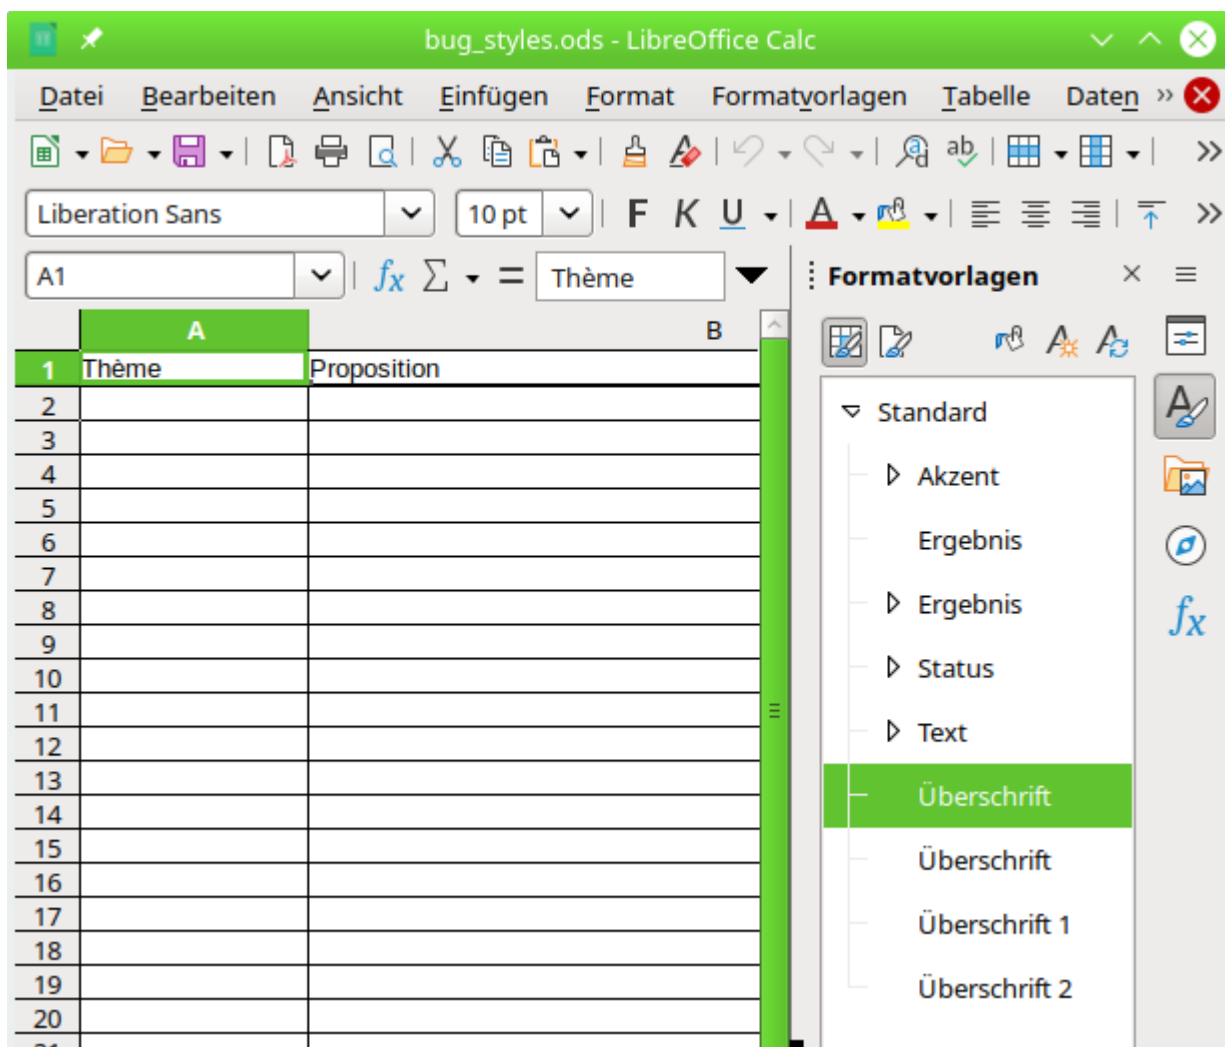 bug_styles.ods - LibreOffice Calc
Datei Bearbeiten Ansicht Einfügen Format Formatvorlagen Tabelle Daten »
Liberation Sans 10 pt F K U A
A1 fx Σ = Thème Formatvorlagen
A B
1 Thème Proposition
2
3
4
5
6
7
8
9
10
11
12
13
14
15
16
17
18
19
20
Standard
Akzent
Ergebnis
Ergebnis
Status
Text
Überschrift
Überschrift
Überschrift 1
Überschrift 2
fx